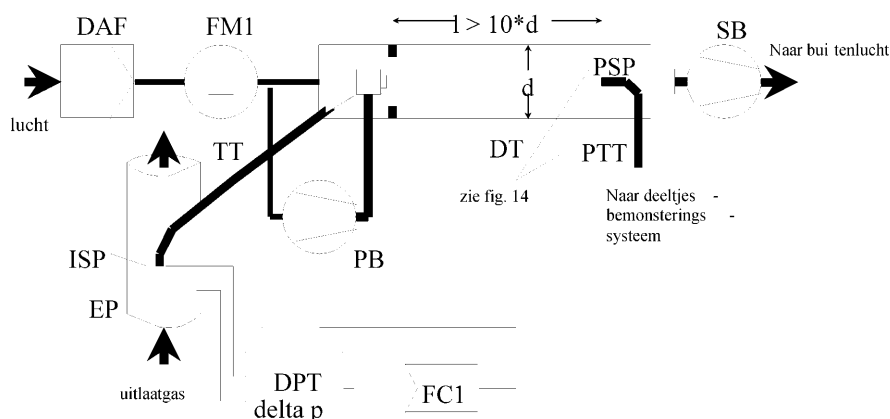 DAF
FM1
l > 10*d
SB
Naar bui tenlucht
PSP
d
lucht
TT
DT
PTT
zie fig. 14
Naar deeltjes -
bemonsterings -
systeem
ISP
PB
EP
uitlaatgas
DPT
delta p
FC1